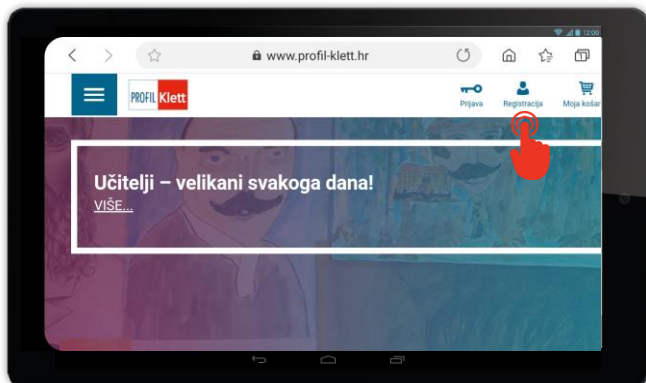 12:00
www.profil-klett.hr
PROFIL Klett
Prijava
Registracija
Moja košar
Učitelji – velikani svakoga dana!
VIŠE...